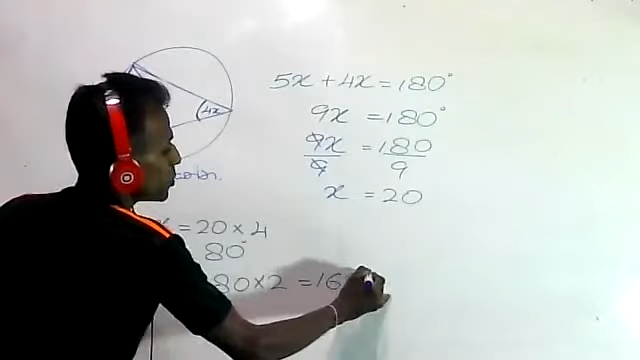 4x
5x + 4x = 180°
9x = 180°
9x/9 = 180/9
x = 20
= 20 × 4
80°
80 × 2 = 16